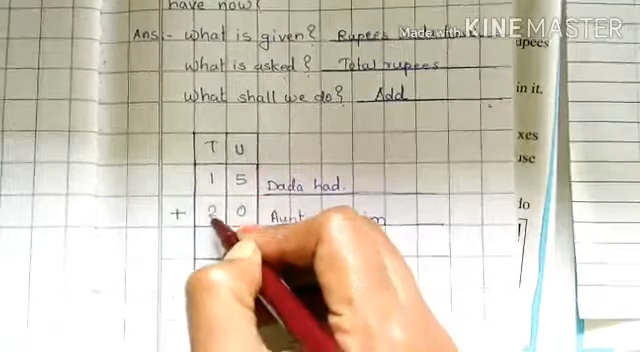 have now?
Ans:- what is given? Rupees
Made with KINEMASTER
what is asked? Total rupees
what shall we do? Add
T U
1 5 Dada had.
+ 2 0 Aunt
upees
in it.
xes
use
do